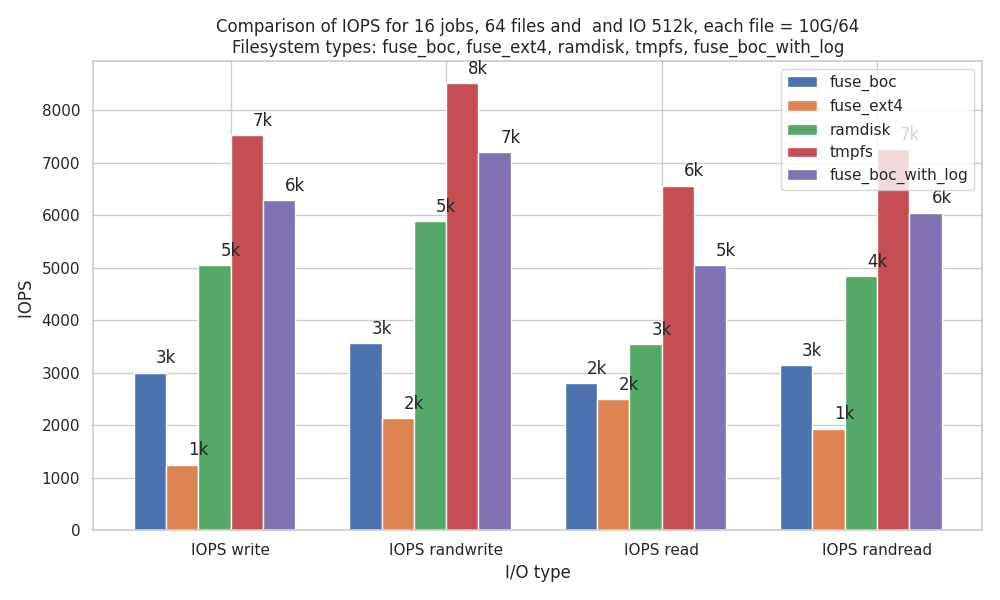 Comparison of IOPS for 16 jobs, 64 files and  and IO 512k, each file = 10G/64
Filesystem types: fuse_boc, fuse_ext4, ramdisk, tmpfs, fuse_boc_with_log
fuse_boc
fuse_ext4
ramdisk
tmpfs
fuse_boc_with_log
IOPS
8000
7000
6000
5000
4000
3000
2000
1000
0
3k
1k
5k
7k
6k
3k
2k
5k
8k
7k
2k
2k
3k
6k
5k
3k
1k
4k
7k
6k
IOPS write
IOPS randwrite
IOPS read
IOPS randread
I/O type